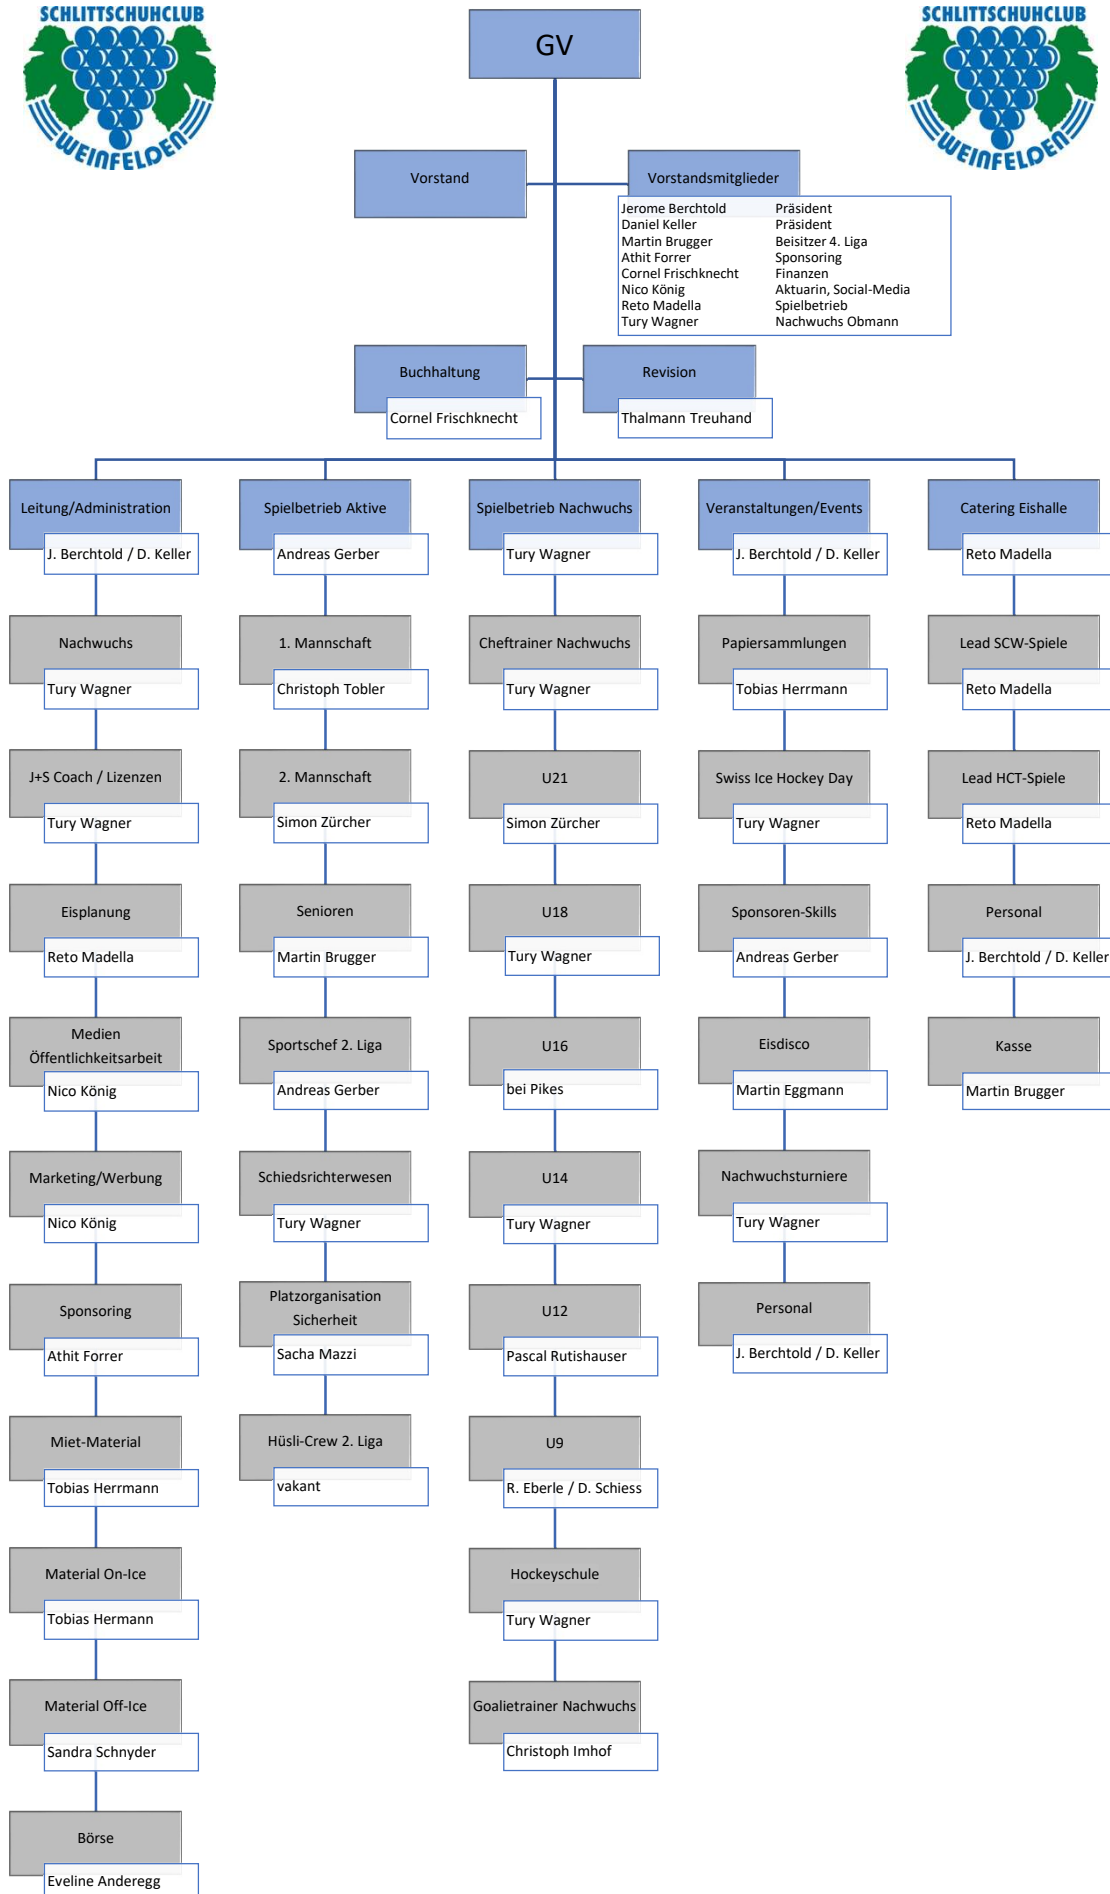 SCHLITTSCHUHCLUB
WEINFELDEN
SCHLITTSCHUHCLUB
WEINFELDEN
GV
Vorstand
Vorstandsmitglieder
Jerome Berchtold Präsident
Daniel Keller Präsident
Martin Brugger Beisitzer 4. Liga
Athit Forrer Sponsoring
Cornel Frischknecht Finanzen
Nico König Aktuarin, Social-Media
Reto Madella Spielbetrieb
Tury Wagner Nachwuchs Obmann
Buchhaltung
Cornel Frischknecht
Revision
Thalmann Treuhand
Leitung/Administration
J. Berchtold / D. Keller
Nachwuchs
Tury Wagner
J+S Coach / Lizenzen
Tury Wagner
Eisplanung
Reto Madella
Medien
Öffentlichkeitsarbeit
Nico König
Marketing/Werbung
Nico König
Sponsoring
Athit Forrer
Miet-Material
Tobias Herrmann
Material On-Ice
Tobias Hermann
Material Off-Ice
Sandra Schnyder
Börse
Eveline Anderegg
Spielbetrieb Aktive
Andreas Gerber
1. Mannschaft
Christoph Tobler
2. Mannschaft
Simon Zürcher
Senioren
Martin Brugger
Sportschef 2. Liga
Andreas Gerber
Schiedsrichterwesen
Tury Wagner
Platzorganisation
Sicherheit
Sacha Mazzi
Hüsli-Crew 2. Liga
vakant
Spielbetrieb Nachwuchs
Tury Wagner
Cheftrainer Nachwuchs
Tury Wagner
U21
Simon Zürcher
U18
Tury Wagner
U16
bei Pikes
U14
Tury Wagner
U12
Pascal Rutishauser
U9
R. Eberle / D. Schiess
Hockeyschule
Tury Wagner
Goalietrainer Nachwuchs
Christoph Imhof
Veranstaltungen/Events
J. Berchtold / D. Keller
Papiersammlungen
Tobias Herrmann
Swiss Ice Hockey Day
Tury Wagner
Sponsoren-Skills
Andreas Gerber
Eisdisco
Martin Eggmann
Nachwuchsturniere
Tury Wagner
Personal
J. Berchtold / D. Keller
Catering Eishalle
Reto Madella
Lead SCW-Spiele
Reto Madella
Lead HCT-Spiele
Reto Madella
Personal
J. Berchtold / D. Keller
Kasse
Martin Brugger